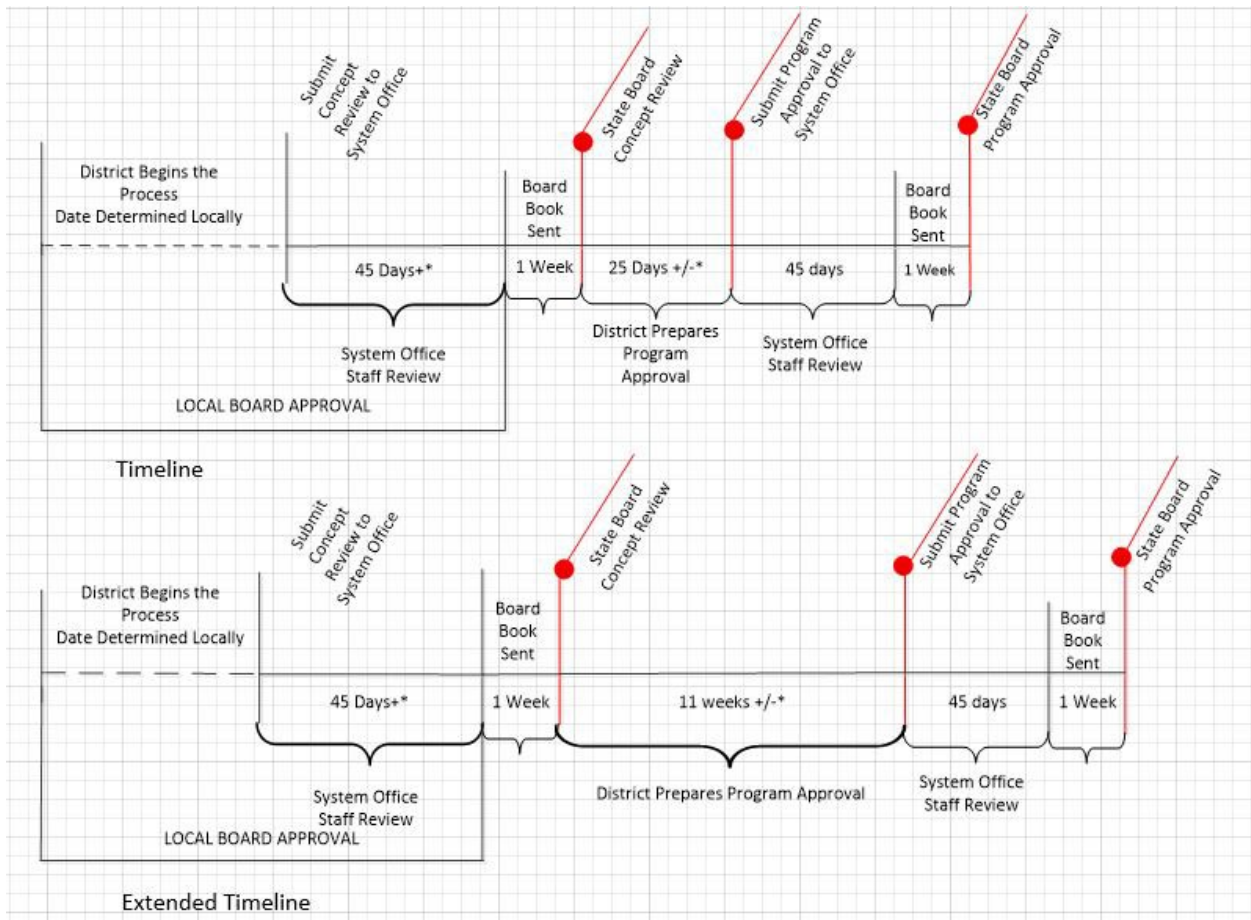 Submit
Concept
Review to
System Office
State Board
Concept Review
Submit Program
Approval to
System Office
State Board
Program Approval
District Begins the
Process
Date Determined Locally
Board
Book
Sent
Board
Book
Sent
45 Days+*
1 Week
25 Days +/-*
45 days
1 Week
System Office
Staff Review
District Prepares
Program
Approval
System Office
Staff Review
LOCAL BOARD APPROVAL
Timeline
Submit
Concept
Review to
System Office
State Board
Concept Review
Submit Program
Approval to
System Office
State Board
Program Approval
District Begins the
Process
Date Determined Locally
Board
Book
Sent
Board
Book
Sent
45 Days+*
1 Week
11 weeks +/-*
45 days
1 Week
System Office
Staff Review
District Prepares Program Approval
System Office
Staff Review
LOCAL BOARD APPROVAL
Extended Timeline